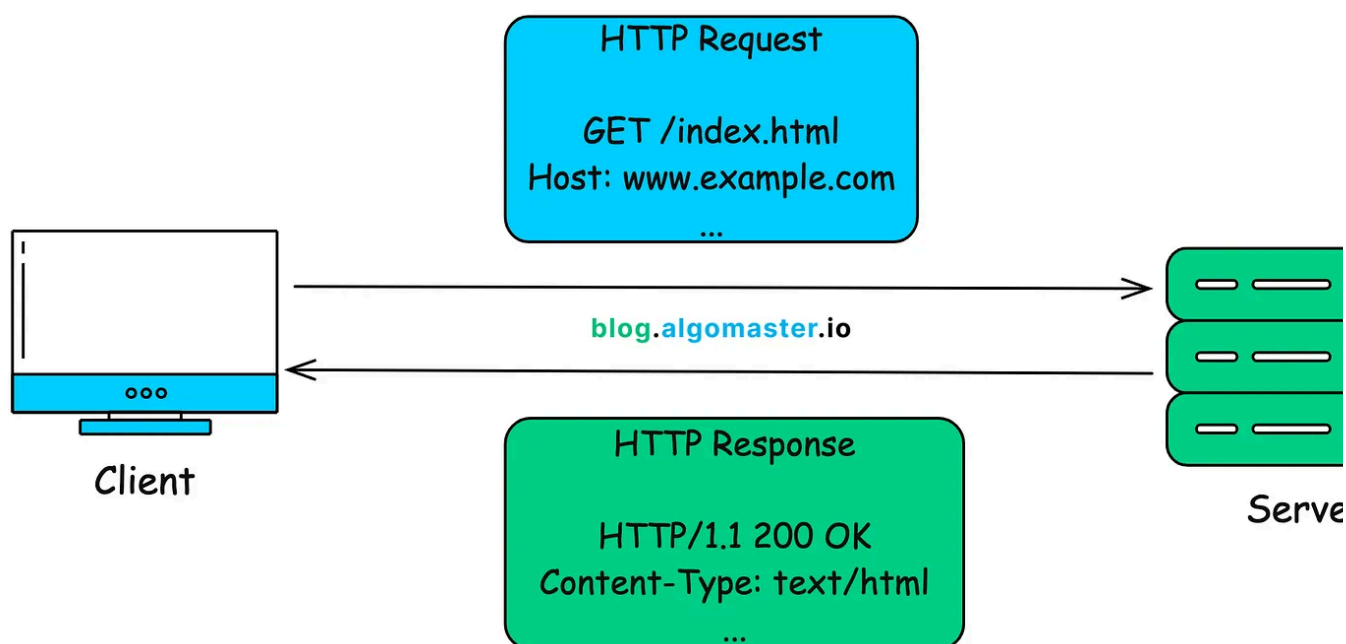 HTTP Request
GET /index.html
Host: www.example.com
...
blog.algomaster.io
Client
HTTP Response
HTTP/1.1 200 OK
Content-Type: text/html
...
Serve